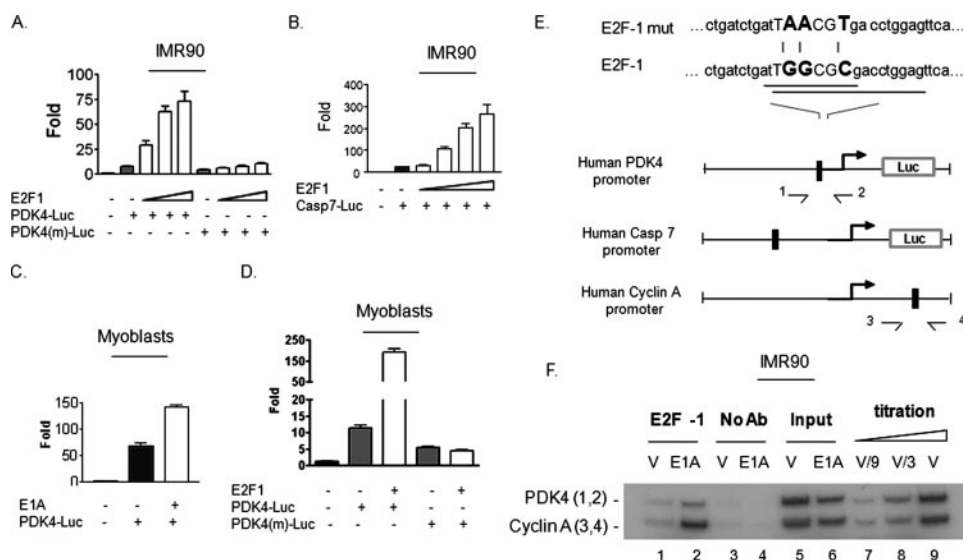 A.
IMR90
Fold
100
75
50
25
0
E2F1 - - - -
PDK4-Luc - + + + + - - - -
PDK4(m)-Luc - - - - - + + + +
B.
IMR90
Fold
400
300
200
100
0
E2F1 - -
Casp7-Luc - + + + + +
C.
Myoblasts
Fold
150
100
50
0
E1A - - +
PDK4-Luc - + +
D.
Myoblasts
Fold
250
200
150
100
50
15
10
5
0
E2F1 - - + - +
PDK4-Luc - + + - -
PDK4(m)-Luc - - - + +
E.
E2F-1 mut ... ctgatctgatTAACGTga cctggagttca...
E2F-1 ... ctgatctgatTGGCGCgacctggagttca...
Human PDK4 promoter
Luc
1 2
Human Casp 7 promoter
Luc
Human Cyclin A promoter
3 4
F.
IMR90
E2F -1 No Ab Input titration
V E1A V E1A V E1A V/9 V/3 V
PDK4 (1,2) -
Cyclin A (3,4) -
1 2 3 4 5 6 7 8 9